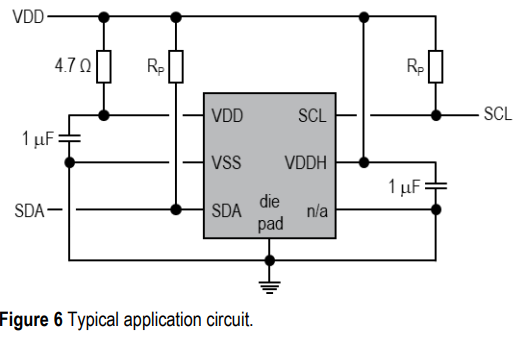 VDD
4.7 Ω
RP
RP
VDD
SCL
SCL
1 µF
VSS
VDDH
1 µF
SDA
SDA
die
pad
n/a
Figure 6 Typical application circuit.